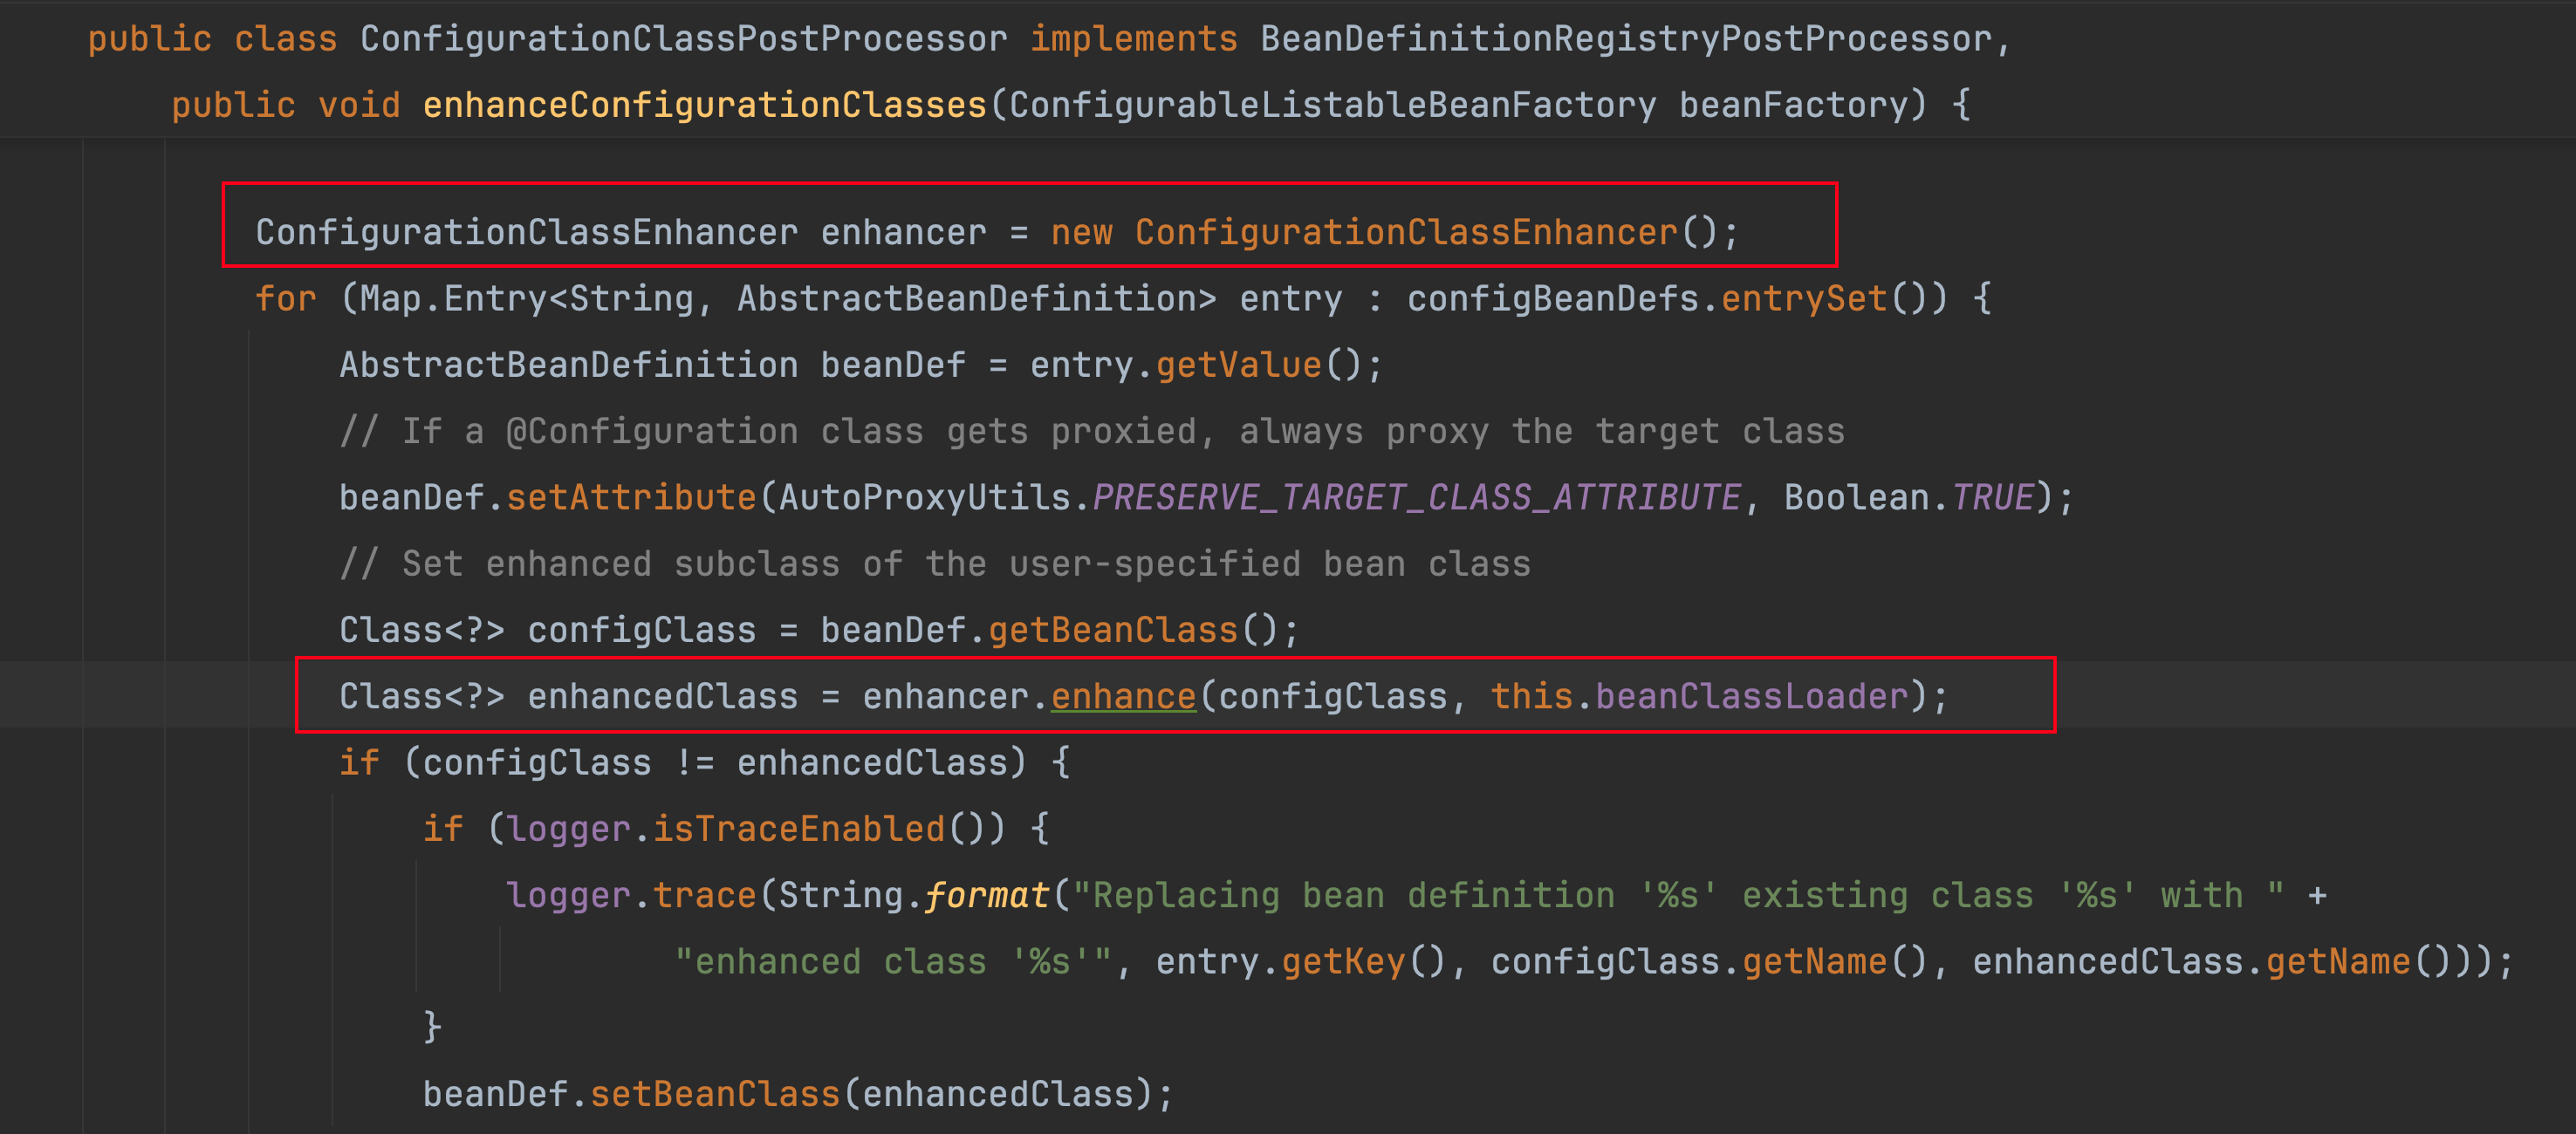 public class ConfigurationClassPostProcessor implements BeanDefinitionRegistryPostProcessor,
public void enhanceConfigurationClasses(ConfigurableListableBeanFactory beanFactory) {
ConfigurationClassEnhancer enhancer = new ConfigurationClassEnhancer();
for (Map.Entry<String, AbstractBeanDefinition> entry : configBeanDefs.entrySet()) {
AbstractBeanDefinition beanDef = entry.getValue();
// If a @Configuration class gets proxied, always proxy the target class
beanDef.setAttribute(AutoProxyUtils.PRESERVE_TARGET_CLASS_ATTRIBUTE, Boolean.TRUE);
// Set enhanced subclass of the user-specified bean class
Class<?> configClass = beanDef.getBeanClass();
Class<?> enhancedClass = enhancer.enhance(configClass, this.beanClassLoader);
if (configClass != enhancedClass) {
if (logger.isTraceEnabled()) {
logger.trace(String.format("Replacing bean definition '%s' existing class '%s' with " +
"enhanced class '%s'", entry.getKey(), configClass.getName(), enhancedClass.getName()));
}
beanDef.setBeanClass(enhancedClass);